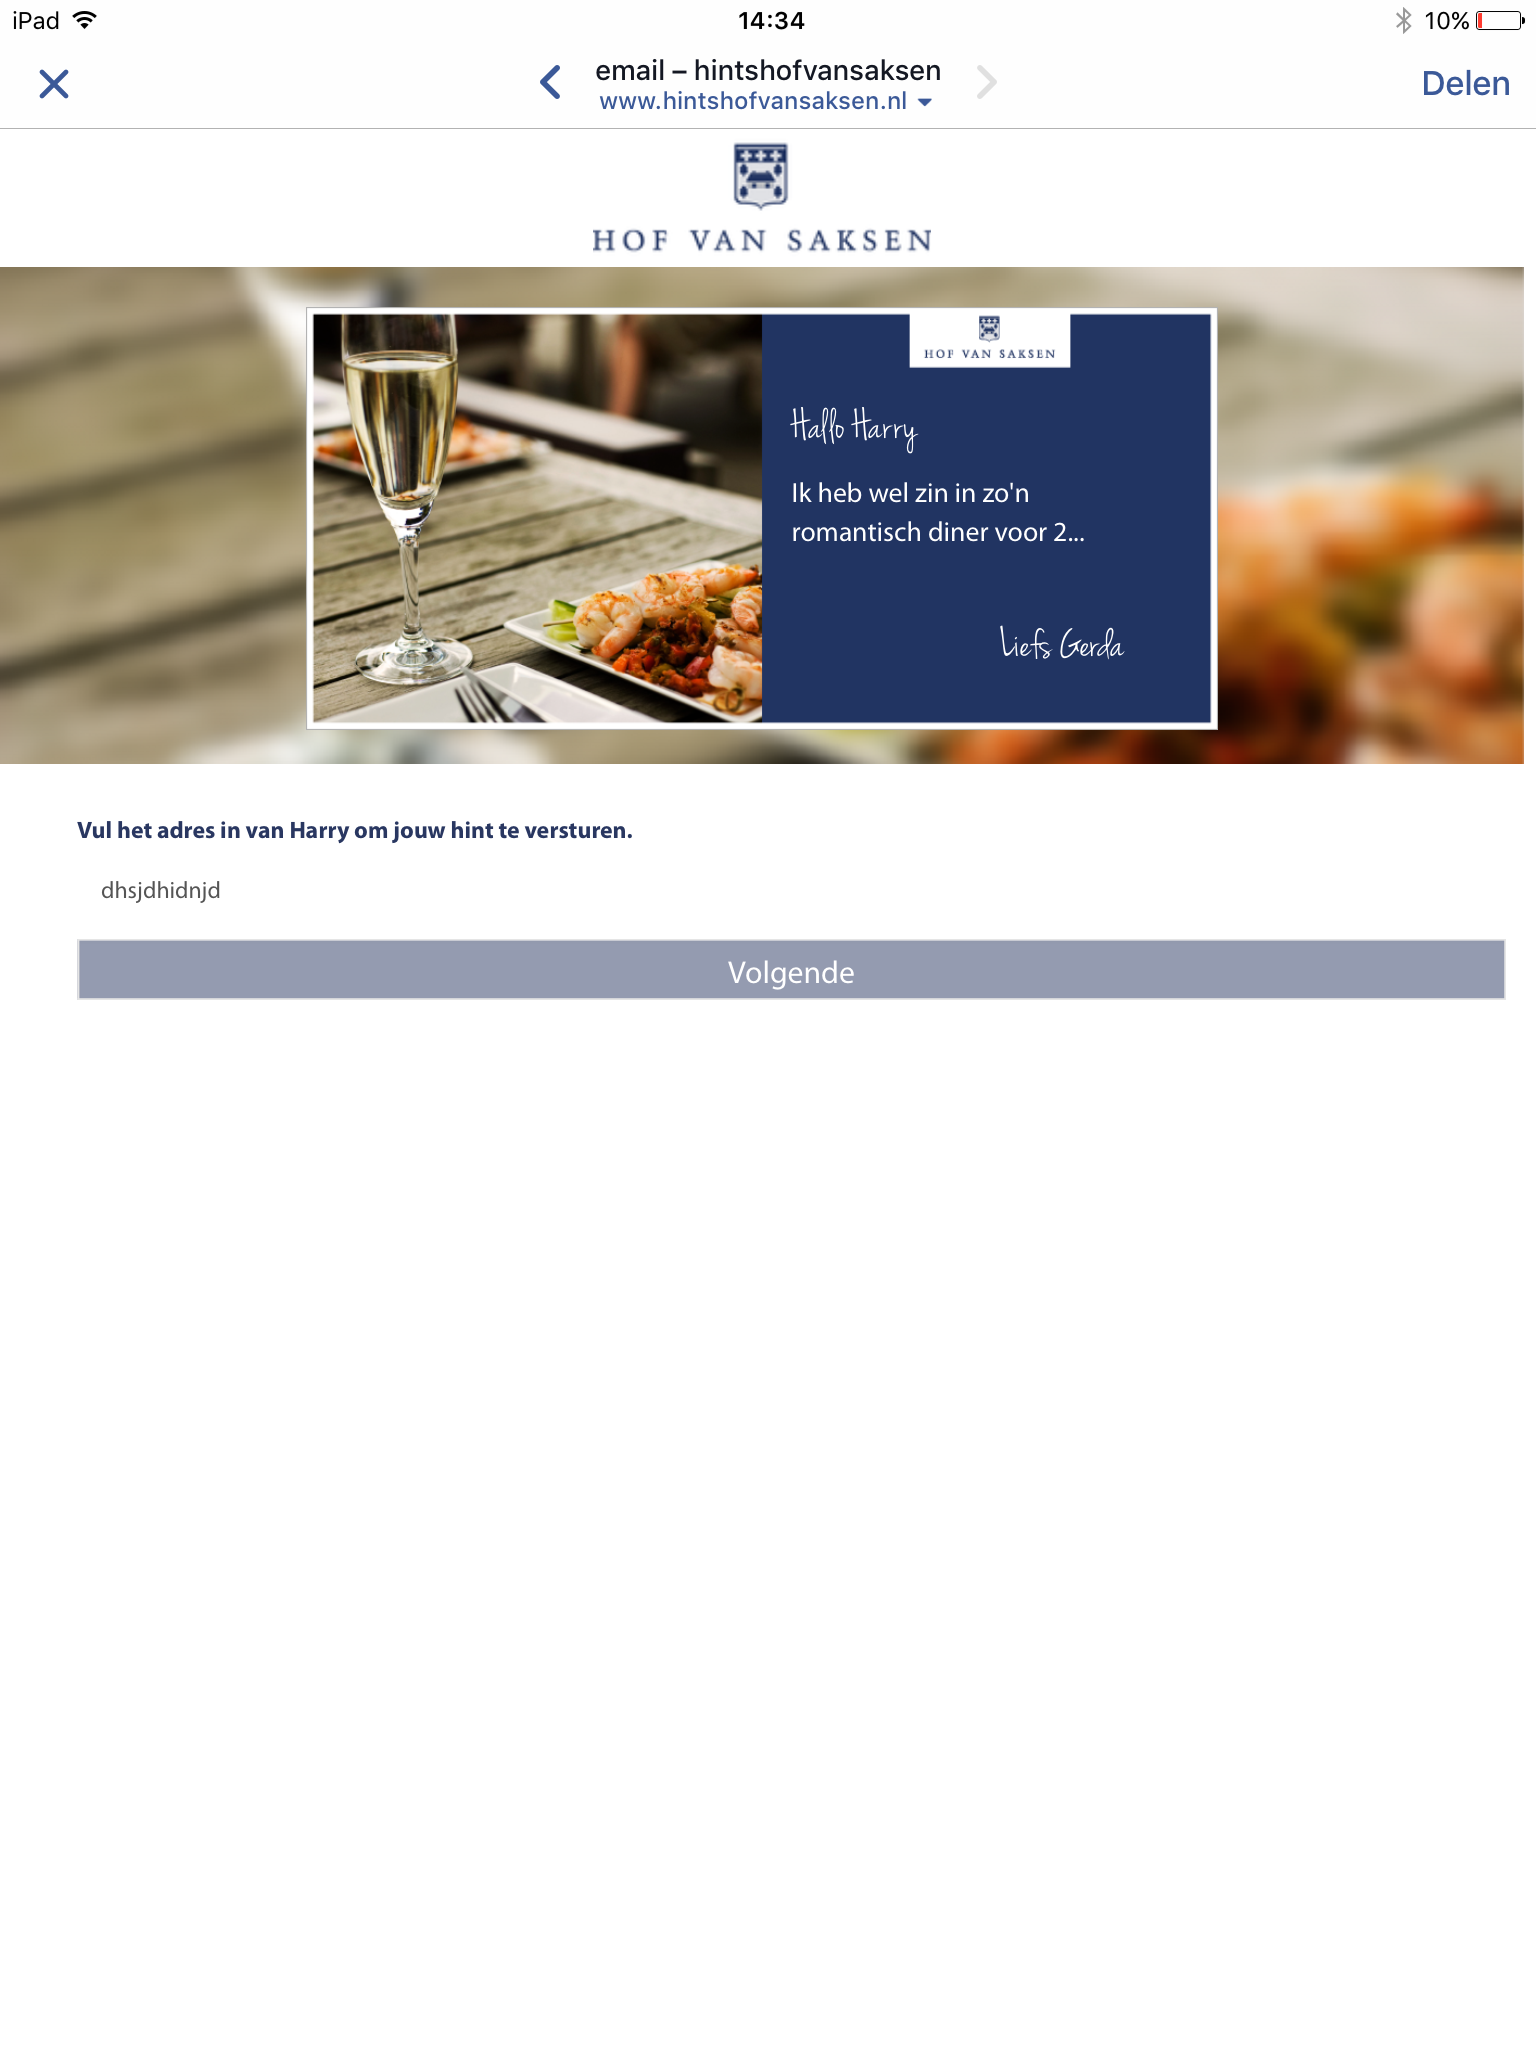 iPad 14:34 10%
email – hintshofvansaksen
www.hintshofvansaksen.nl
Delen
HOF VAN SAKSEN
HOF VAN SAKSEN
Hallo Harry
Ik heb wel zin in zo'n
romantisch diner voor 2...
Liefs Gerda
Vul het adres in van Harry om jouw hint te versturen.
dhsjdhidnjd
Volgende